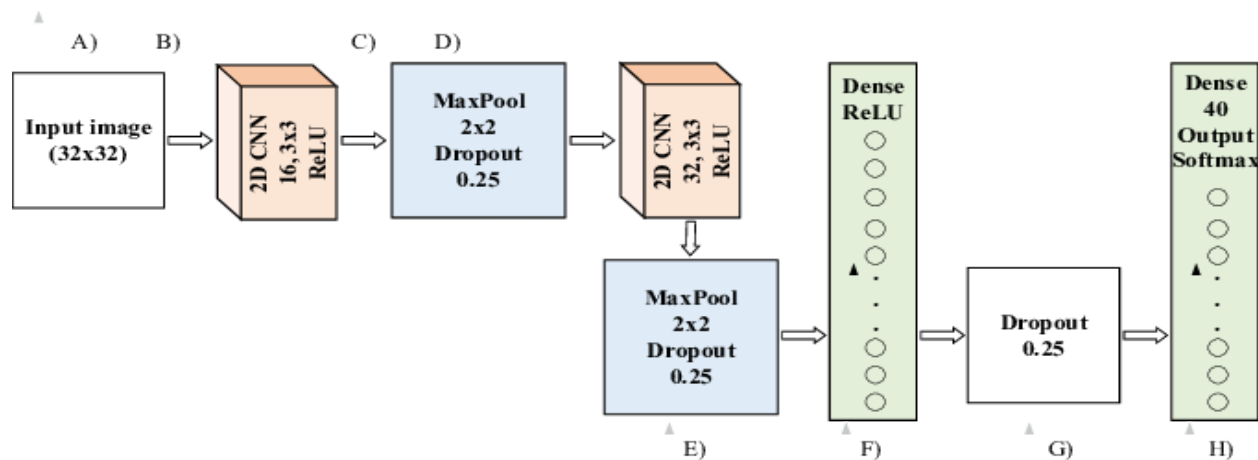 A)
B)
C)
D)
Input image
(32x32)
2D CNN
16, 3x3
ReLU
MaxPool
2x2
Dropout
0.25
2D CNN
32, 3x3
ReLU
MaxPool
2x2
Dropout
0.25
Dense
ReLU
Dropout
0.25
Dense
40
Output
Softmax
E)
F)
G)
H)